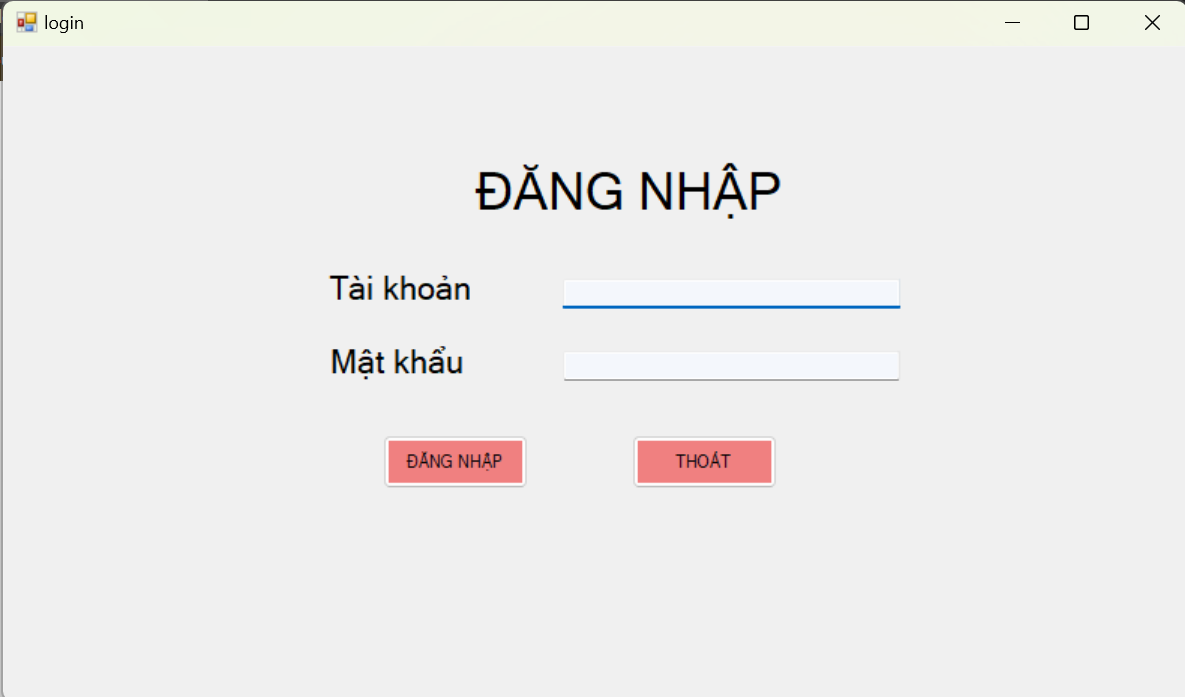 login
ĐĂNG NHẬP
Tài khoản
Mật khẩu
ĐĂNG NHẬP
THOÁT